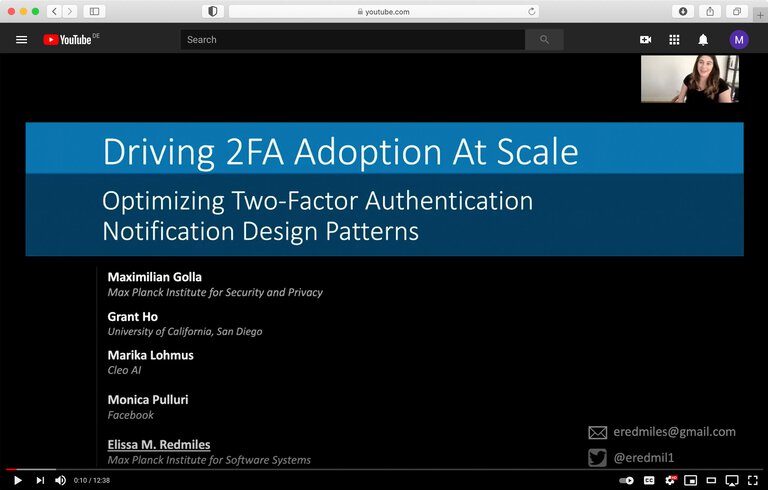 youtube.com
YouTube DE
Search
M
Driving 2FA Adoption At Scale
Optimizing Two-Factor Authentication
Notification Design Patterns
Maximilian Golla
Max Planck Institute for Security and Privacy
Grant Ho
University of California, San Diego
Marika Lohmus
Cleo AI
Monica Pulluri
Facebook
Elissa M. Redmiles
Max Planck Institute for Software Systems
eredmiles@gmail.com
@eredmil1
0:10 / 12:38